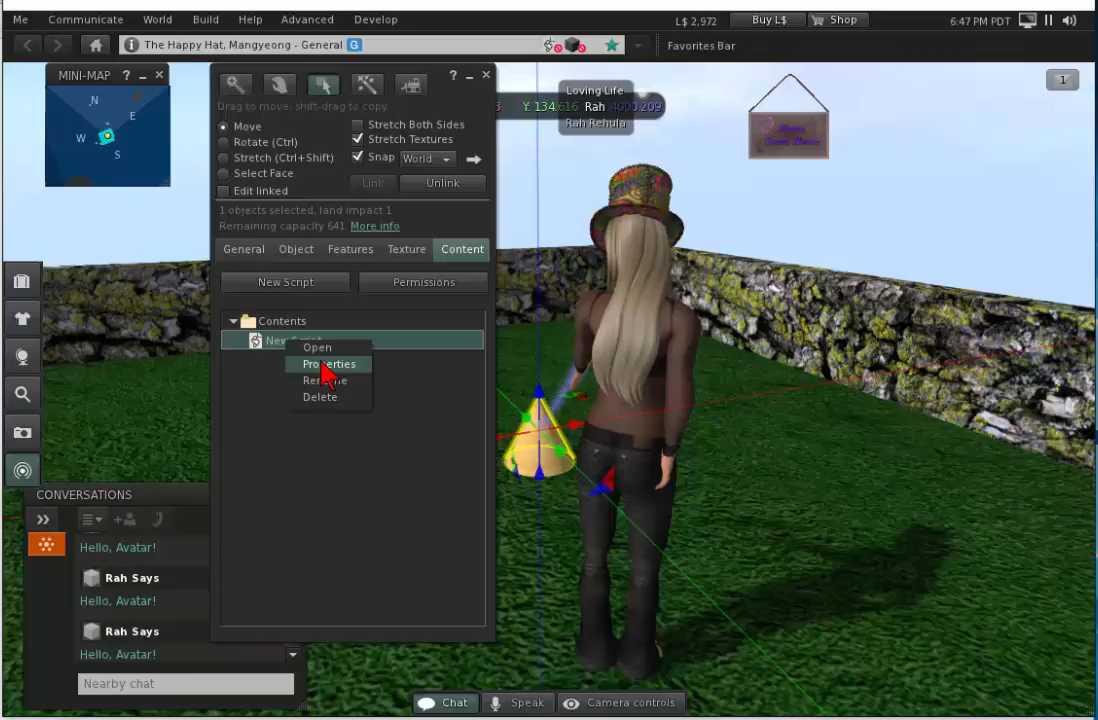 Me Communicate World Build Help Advanced Develop L$ 2,972 Buy L$ Shop 6:47 PM PDT
The Happy Hat, Mangyeong - General G Favorites Bar
MINI-MAP ? ? 1
N
E
W
S
Drag to move, shift-drag to copy
Move
Rotate (Ctrl)
Stretch (Ctrl+Shift)
Select Face
Edit linked
Stretch Both Sides
Stretch Textures
Snap World
Link Unlink
1 objects selected, land impact 1
Remaining capacity 641. More info
General Object Features Texture Content
New Script Permissions
Contents
Open
Properties
Delete
Loving Life
Y: 134.616 Rah
Rah Rehula
CONVERSATIONS
Hello, Avatar!
Rah Says
Hello, Avatar!
Rah Says
Hello, Avatar!
Nearby chat
Chat Speak Camera controls